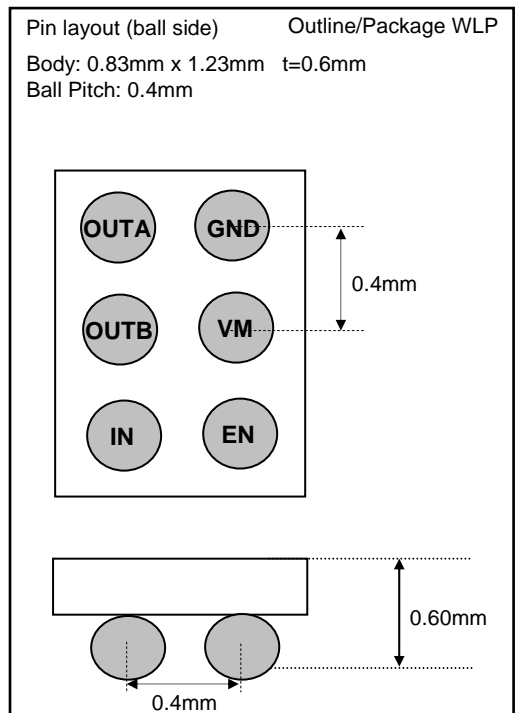 Pin layout (ball side) Outline/Package WLP
Body: 0.83mm x 1.23mm t=0.6mm
Ball Pitch: 0.4mm
OUTA GND
0.4mm
OUTB VM
IN EN
0.60mm
0.4mm